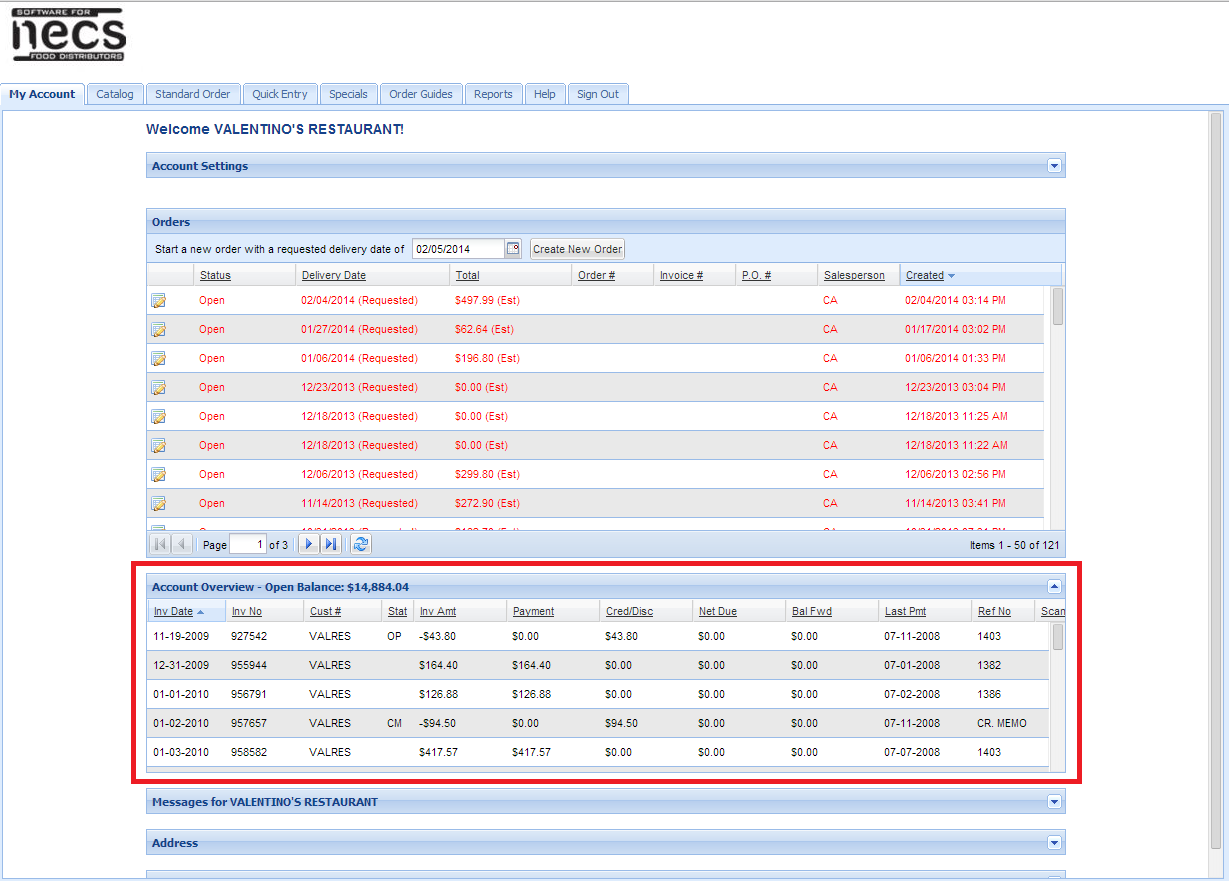 SOFTWARE FOR
necs
FOOD DISTRIBUTORS
My Account Catalog Standard Order Quick Entry Specials Order Guides Reports Help Sign Out
Welcome VALENTINO'S RESTAURANT!
Account Settings
Orders
Start a new order with a requested delivery date of 02/05/2014 Create New Order
Status Delivery Date Total Order # Invoice # P.O. # Salesperson Created
Open 02/04/2014 (Requested) $497.99 (Est) CA 02/04/2014 03:14 PM
Open 01/27/2014 (Requested) $62.64 (Est) CA 01/17/2014 03:02 PM
Open 01/06/2014 (Requested) $196.80 (Est) CA 01/06/2014 01:33 PM
Open 12/23/2013 (Requested) $0.00 (Est) CA 12/23/2013 03:04 PM
Open 12/18/2013 (Requested) $0.00 (Est) CA 12/18/2013 11:25 AM
Open 12/18/2013 (Requested) $0.00 (Est) CA 12/18/2013 11:22 AM
Open 12/06/2013 (Requested) $299.80 (Est) CA 12/06/2013 02:56 PM
Open 11/14/2013 (Requested) $272.90 (Est) CA 11/14/2013 03:41 PM
Page 1 of 3 Items 1 - 50 of 121
Account Overview - Open Balance: $14,884.04
Inv Date Inv No Cust # Stat Inv Amt Payment Cred/Disc Net Due Bal Fwd Last Pmt Ref No Scan
11-19-2009 927542 VALRES OP -$43.80 $0.00 $43.80 $0.00 $0.00 07-11-2008 1403
12-31-2009 955944 VALRES $164.40 $164.40 $0.00 $0.00 $0.00 07-01-2008 1382
01-01-2010 956791 VALRES $126.88 $126.88 $0.00 $0.00 $0.00 07-02-2008 1386
01-02-2010 957657 VALRES CM -$94.50 $0.00 $94.50 $0.00 $0.00 07-11-2008 CR. MEMO
01-03-2010 958582 VALRES $417.57 $417.57 $0.00 $0.00 $0.00 07-07-2008 1403
Messages for VALENTINO'S RESTAURANT
Address